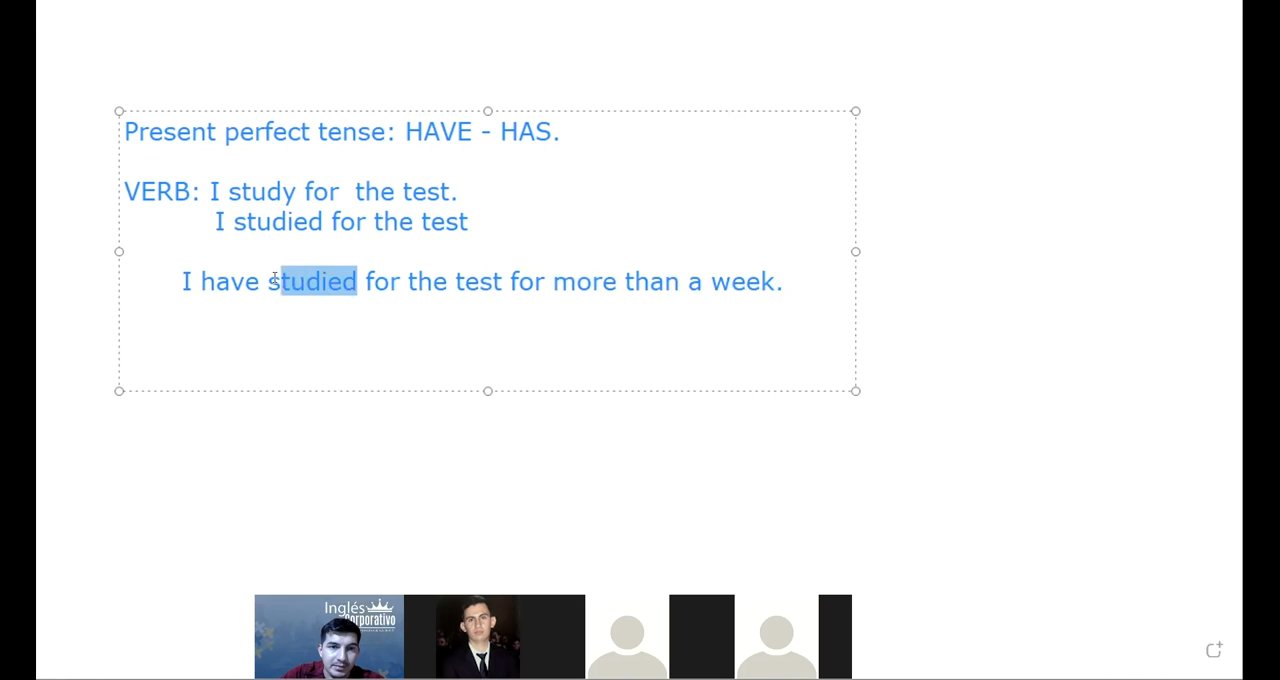 Present perfect tense: HAVE - HAS.
VERB: I study for  the test.
I studied for the test
I have studied for the test for more than a week.
Inglés
Corporativo